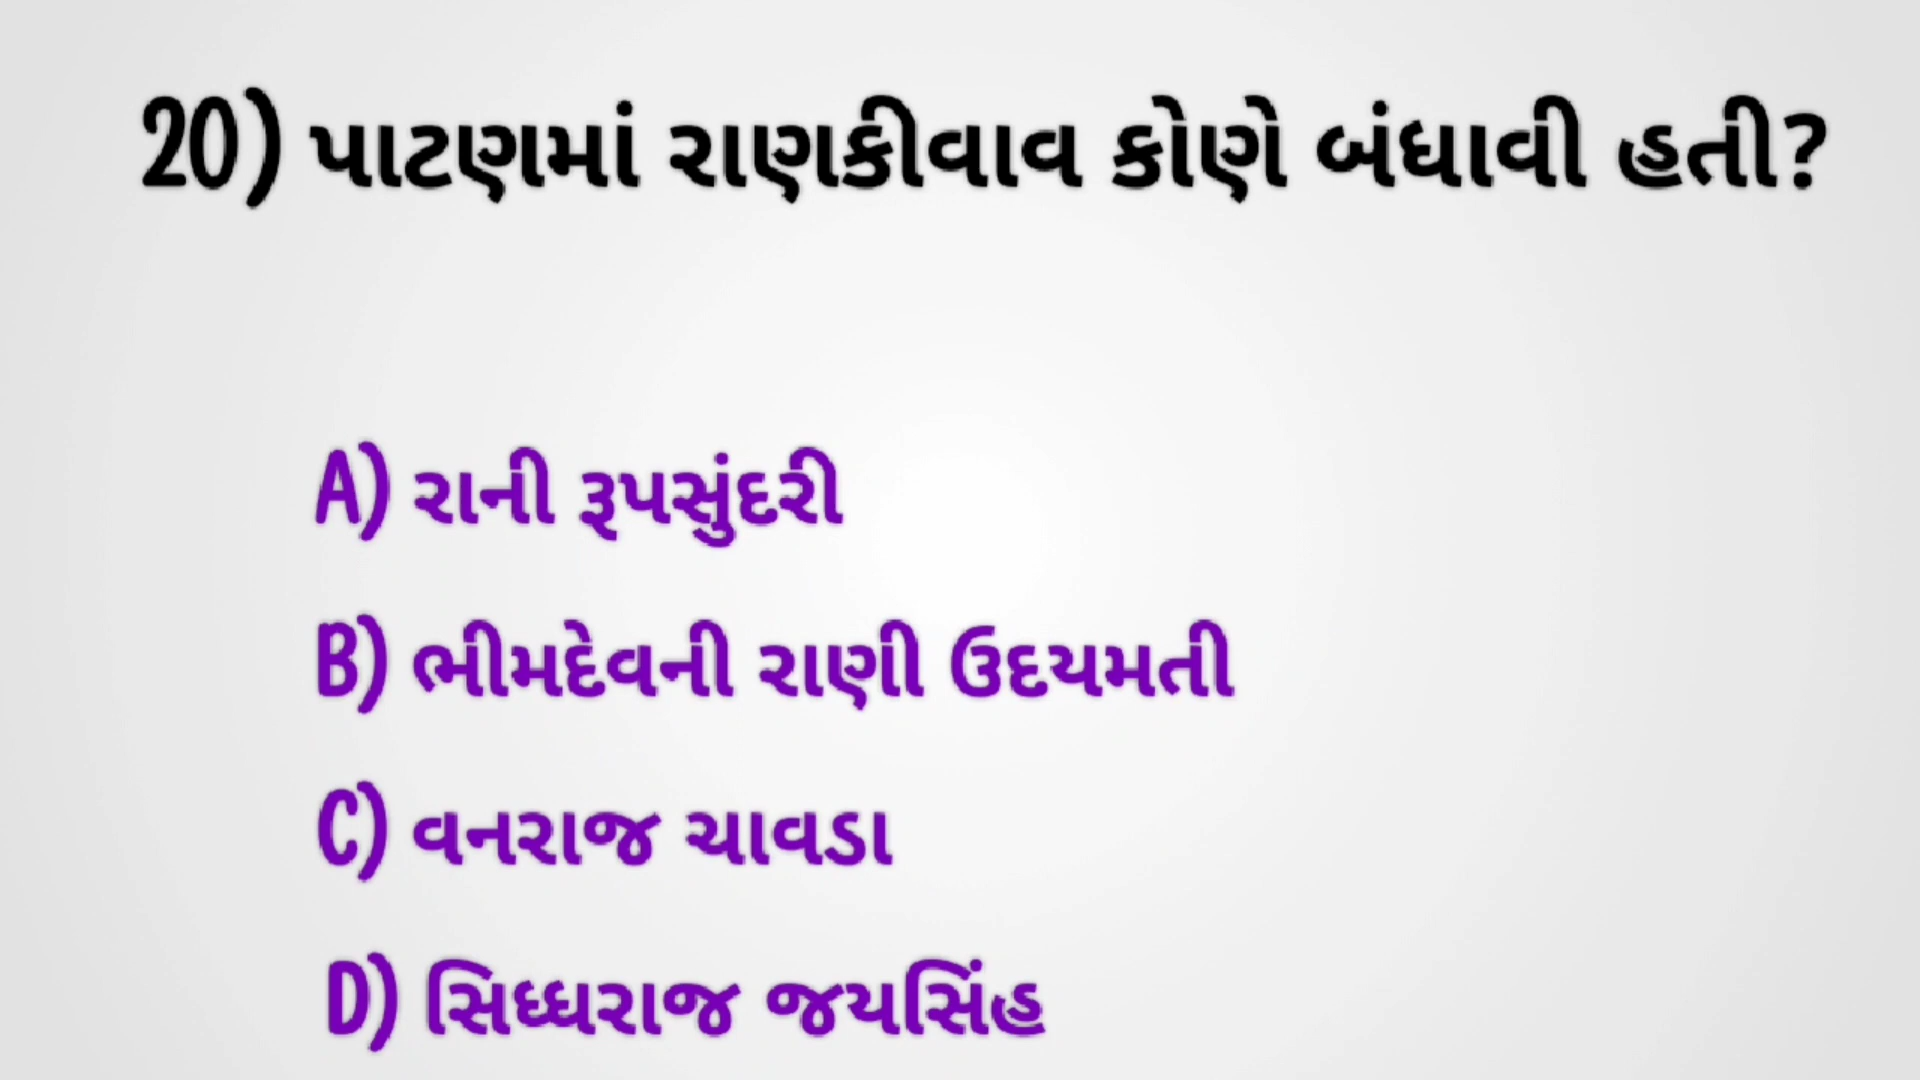 20) પાટણમાં રાણકીવાવ કોણે બંધાવી હતી?
A) રાની રૂપસુંદરી
B) ભીમદેવની રાણી ઉદયમતી
C) વનરાજ ચાવડા
D) સિધ્ધરાજ જયસિંહ